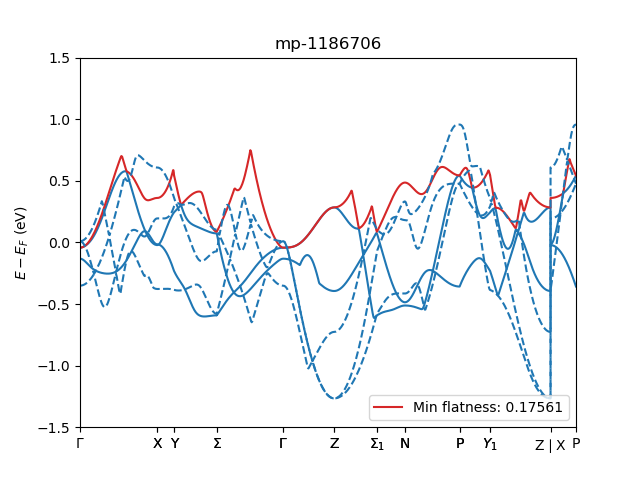 mp-1186706
E − E_F (eV)
1.5
1.0
0.5
0.0
−0.5
−1.0
−1.5
Min flatness: 0.17561
Γ X Y Σ Γ Z Σ₁ N P Y₁ Z | X P